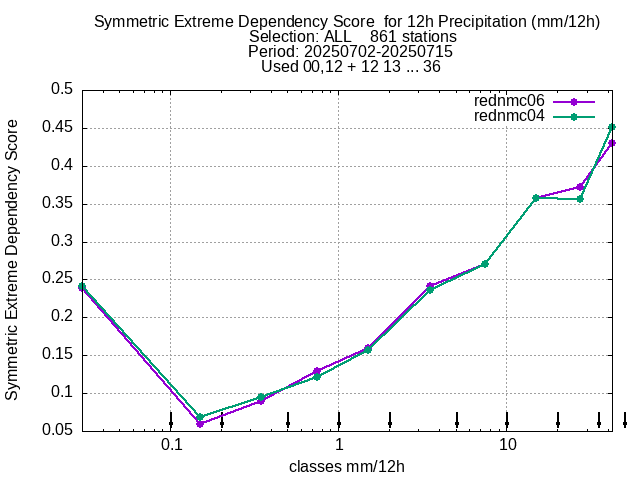 Symmetric Extreme Dependency Score  for 12h Precipitation (mm/12h)
Selection: ALL    861 stations
Period: 20250702-20250715
Used 00,12 + 12 13 ... 36
rednmc06
rednmc04
Symmetric Extreme Dependency Score
0.5
0.45
0.4
0.35
0.3
0.25
0.2
0.15
0.1
0.05
0.1 1 10
classes mm/12h